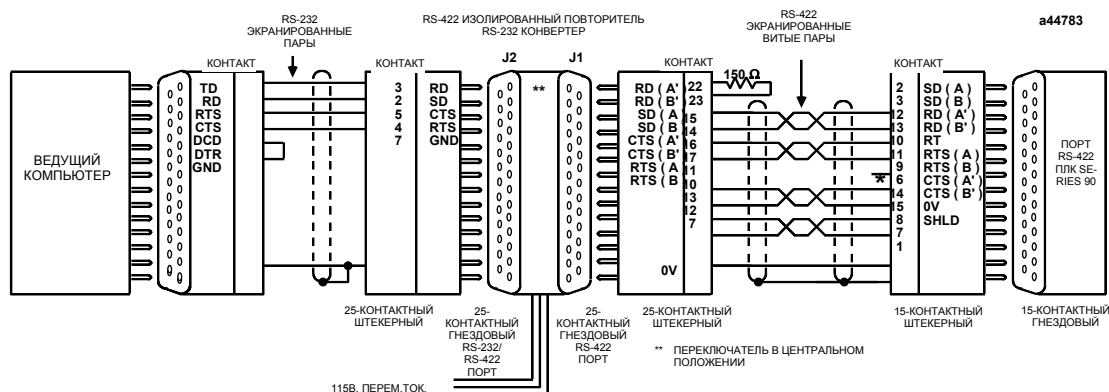 RS-232
ЭКРАНИРОВАННЫЕ
ПАРЫ
RS-422 ИЗОЛИРОВАННЫЙ ПОВТОРИТЕЛЬ
RS-232 КОНВЕРТЕР
RS-422
ЭКРАНИРОВАННЫЕ
ВИТЫЕ ПАРЫ
a44783
ВЕДУЩИЙ
КОМПЬЮТЕР
КОНТАКТ
TD
RD
RTS
CTS
DCD
DTR
GND
КОНТАКТ
3 RD
2 SD
5 CTS
4 RTS
7 GND
J2
**
J1
КОНТАКТ
RD ( A' ) 22
RD ( B' ) 23
SD ( A ) 15
SD ( B ) 14
CTS ( A' 16
CTS ( B' 17
RTS ( A 11
RTS ( B 10
13
12
7
0V
150 Ω
*
КОНТАКТ
2 SD ( A )
3 SD ( B )
12 RD ( A' )
13 RD ( B' )
10 RT
11 RTS ( A )
9 RTS ( B )
6 CTS ( A' )
14 CTS ( B' )
15 0V
8 SHLD
7
1
ПОРТ
RS-422
ПЛК SE-
RIES 90
25-КОНТАКТНЫЙ
ШТЕКЕРНЫЙ
25-
КОНТАКТНЫЙ
ГНЕЗДОВЫЙ
RS-232/
RS-422
ПОРТ
25-
КОНТАКТНЫЙ
ГНЕЗДОВЫЙ
RS-422
ПОРТ
25-КОНТАКТНЫЙ
ШТЕКЕРНЫЙ
15-КОНТАКТНЫЙ
ШТЕКЕРНЫЙ
15-КОНТАКТНЫЙ
ГНЕЗДОВЫЙ
** ПЕРЕКЛЮЧАТЕЛЬ В ЦЕНТРАЛЬНОМ
ПОЛОЖЕНИИ
115В. ПЕРЕМ.ТОК.